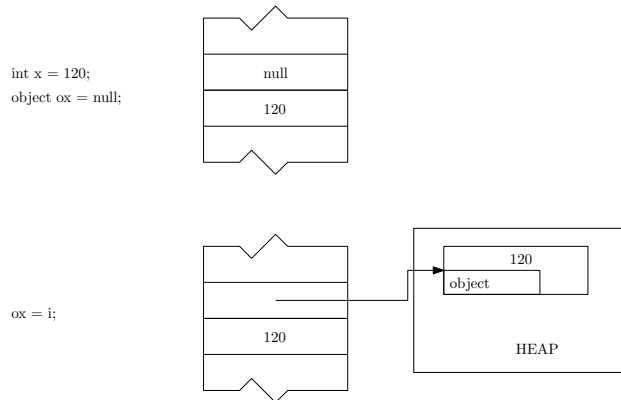 int x = 120;
object ox = null;
null
120
ox = i;
120
120
object
HEAP